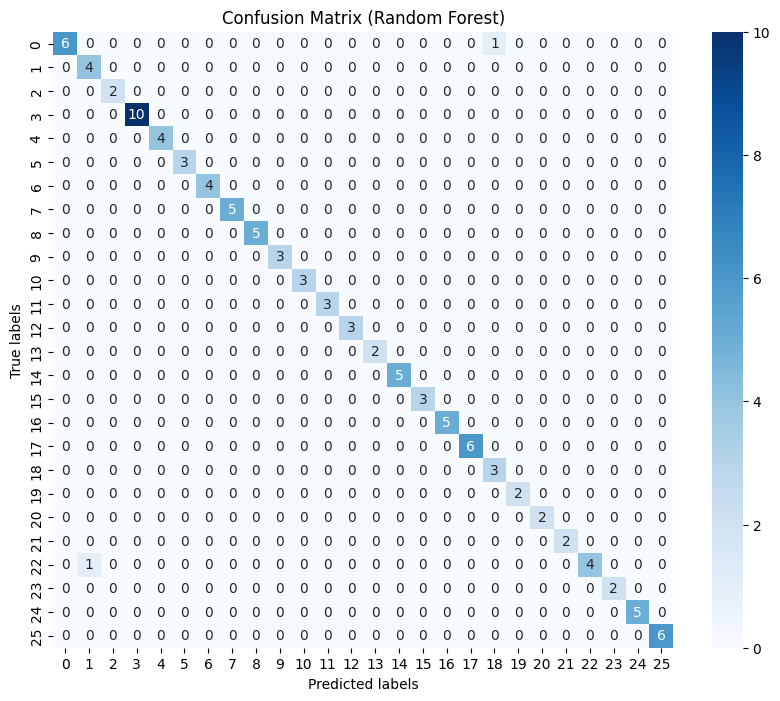 Confusion Matrix (Random Forest)
True labels
0 6 0 0 0 0 0 0 0 0 0 0 0 0 0 0 0 0 0 1 0 0 0 0 0 0 0
1 0 4 0 0 0 0 0 0 0 0 0 0 0 0 0 0 0 0 0 0 0 0 0 0 0 0
2 0 0 2 0 0 0 0 0 0 0 0 0 0 0 0 0 0 0 0 0 0 0 0 0 0 0
3 0 0 0 10 0 0 0 0 0 0 0 0 0 0 0 0 0 0 0 0 0 0 0 0 0 0
4 0 0 0 0 4 0 0 0 0 0 0 0 0 0 0 0 0 0 0 0 0 0 0 0 0 0
5 0 0 0 0 0 3 0 0 0 0 0 0 0 0 0 0 0 0 0 0 0 0 0 0 0 0
6 0 0 0 0 0 0 4 0 0 0 0 0 0 0 0 0 0 0 0 0 0 0 0 0 0 0
7 0 0 0 0 0 0 0 5 0 0 0 0 0 0 0 0 0 0 0 0 0 0 0 0 0 0
8 0 0 0 0 0 0 0 0 5 0 0 0 0 0 0 0 0 0 0 0 0 0 0 0 0 0
9 0 0 0 0 0 0 0 0 0 3 0 0 0 0 0 0 0 0 0 0 0 0 0 0 0 0
10 0 0 0 0 0 0 0 0 0 0 3 0 0 0 0 0 0 0 0 0 0 0 0 0 0 0
11 0 0 0 0 0 0 0 0 0 0 0 3 0 0 0 0 0 0 0 0 0 0 0 0 0 0
12 0 0 0 0 0 0 0 0 0 0 0 0 3 0 0 0 0 0 0 0 0 0 0 0 0 0
13 0 0 0 0 0 0 0 0 0 0 0 0 0 2 0 0 0 0 0 0 0 0 0 0 0 0
14 0 0 0 0 0 0 0 0 0 0 0 0 0 0 5 0 0 0 0 0 0 0 0 0 0 0
15 0 0 0 0 0 0 0 0 0 0 0 0 0 0 0 3 0 0 0 0 0 0 0 0 0 0
16 0 0 0 0 0 0 0 0 0 0 0 0 0 0 0 0 5 0 0 0 0 0 0 0 0 0
17 0 0 0 0 0 0 0 0 0 0 0 0 0 0 0 0 0 6 0 0 0 0 0 0 0 0
18 0 0 0 0 0 0 0 0 0 0 0 0 0 0 0 0 0 0 3 0 0 0 0 0 0 0
19 0 0 0 0 0 0 0 0 0 0 0 0 0 0 0 0 0 0 0 2 0 0 0 0 0 0
20 0 0 0 0 0 0 0 0 0 0 0 0 0 0 0 0 0 0 0 0 2 0 0 0 0 0
21 0 0 0 0 0 0 0 0 0 0 0 0 0 0 0 0 0 0 0 0 0 2 0 0 0 0
22 0 1 0 0 0 0 0 0 0 0 0 0 0 0 0 0 0 0 0 0 0 0 4 0 0 0
23 0 0 0 0 0 0 0 0 0 0 0 0 0 0 0 0 0 0 0 0 0 0 0 2 0 0
24 0 0 0 0 0 0 0 0 0 0 0 0 0 0 0 0 0 0 0 0 0 0 0 0 5 0
25 0 0 0 0 0 0 0 0 0 0 0 0 0 0 0 0 0 0 0 0 0 0 0 0 0 6
0 1 2 3 4 5 6 7 8 9 10 11 12 13 14 15 16 17 18 19 20 21 22 23 24 25
Predicted labels
10
8
6
4
2
0